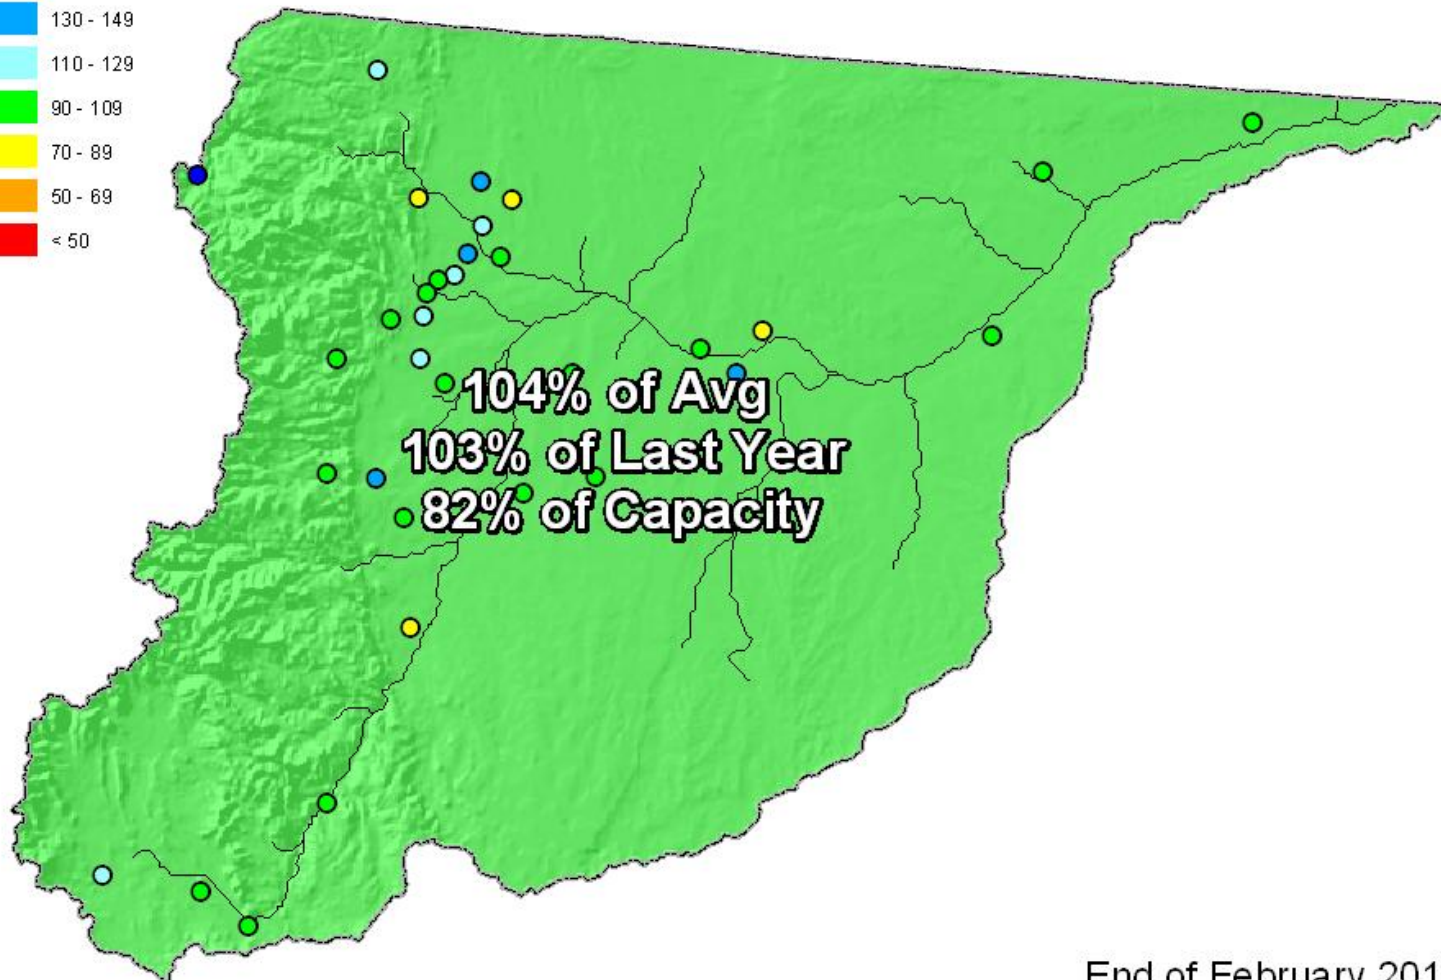 130 - 149
110 - 129
90 - 109
70 - 89
50 - 69
< 50
104% of Avg
103% of Last Year
82% of Capacity
End of February